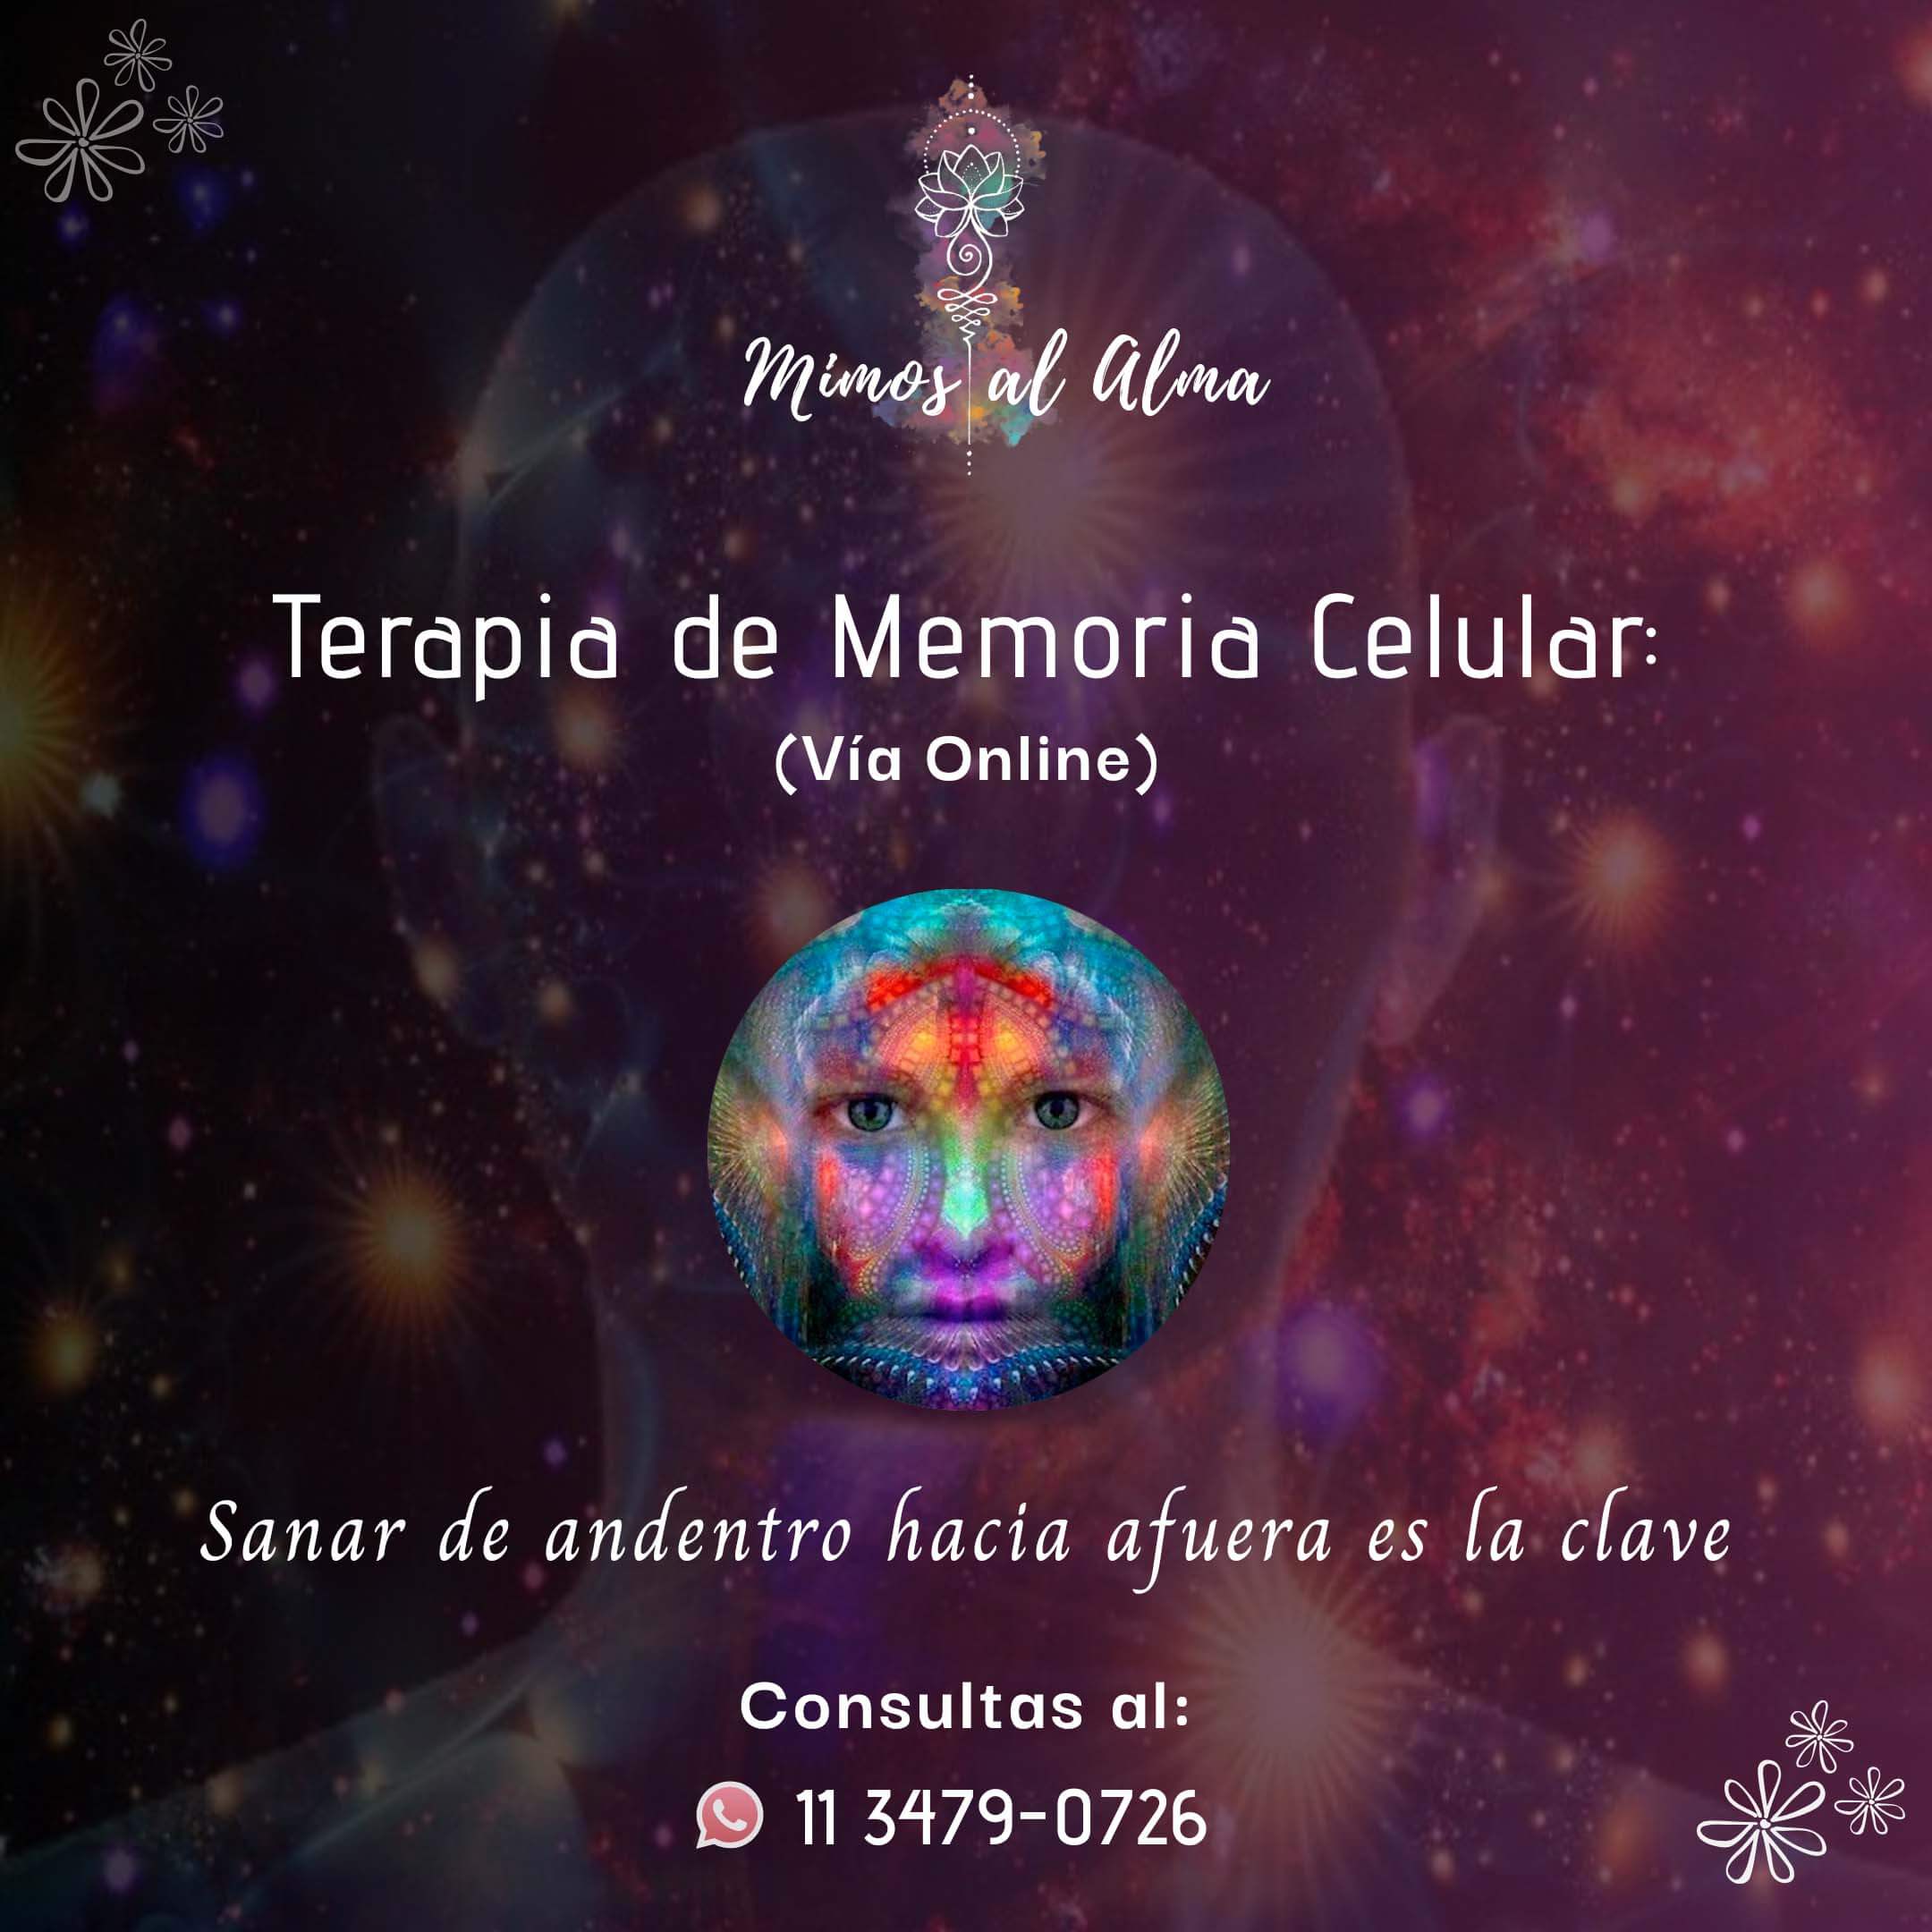 Mimos al Alma
Terapia de Memoria Celular:
(Vía Online)
Sanar de andentro hacia afuera es la clave
Consultas al:
11 3479-0726